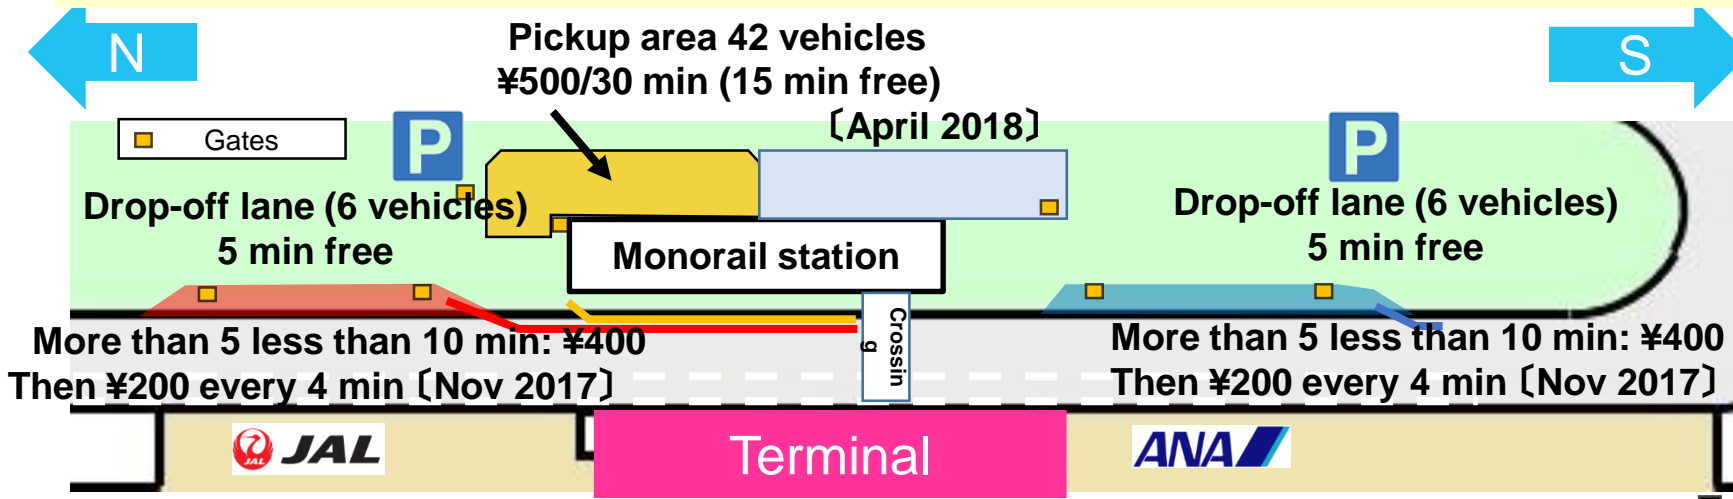 N
S
Pickup area 42 vehicles
¥500/30 min (15 min free)
〔April 2018〕
Gates
P
P
Drop-off lane (6 vehicles)
5 min free
Drop-off lane (6 vehicles)
5 min free
Monorail station
Crossin
g
More than 5 less than 10 min: ¥400
Then ¥200 every 4 min〔Nov 2017〕
More than 5 less than 10 min: ¥400
Then ¥200 every 4 min〔Nov 2017〕
JAL JAL
Terminal
ANA